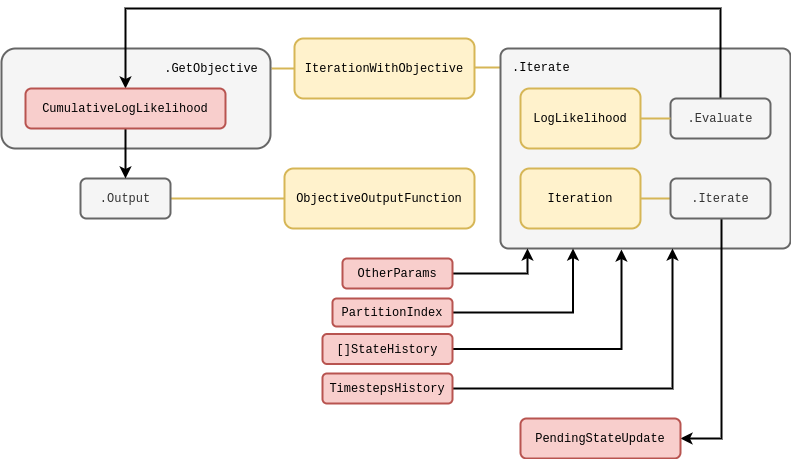 .GetObjective
IterationWithObjective
.Iterate
CumulativeLogLikelihood
LogLikelihood
.Evaluate
.Output
ObjectiveOutputFunction
Iteration
.Iterate
OtherParams
PartitionIndex
[]StateHistory
TimestepsHistory
PendingStateUpdate